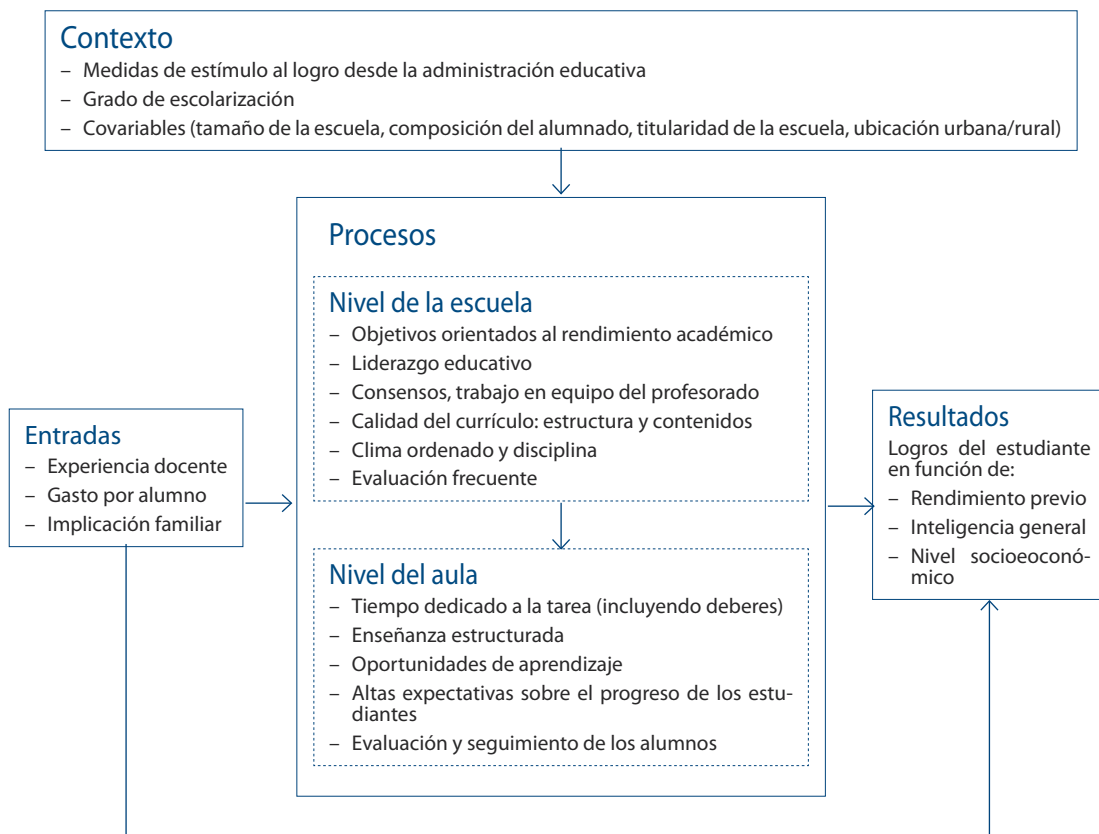 Contexto
– Medidas de estímulo al logro desde la administración educativa
– Grado de escolarización
– Covariables (tamaño de la escuela, composición del alumnado, titularidad de la escuela, ubicación urbana/rural)
Procesos
Nivel de la escuela
– Objetivos orientados al rendimiento académico
– Liderazgo educativo
– Consensos, trabajo en equipo del profesorado
– Calidad del currículo: estructura y contenidos
– Clima ordenado y disciplina
– Evaluación frecuente
Entradas
– Experiencia docente
– Gasto por alumno
– Implicación familiar
Resultados
Logros del estudiante
en función de:
– Rendimiento previo
– Inteligencia general
– Nivel socioeoconó-
mico
Nivel del aula
– Tiempo dedicado a la tarea (incluyendo deberes)
– Enseñanza estructurada
– Oportunidades de aprendizaje
– Altas expectativas sobre el progreso de los estu-
diantes
– Evaluación y seguimiento de los alumnos